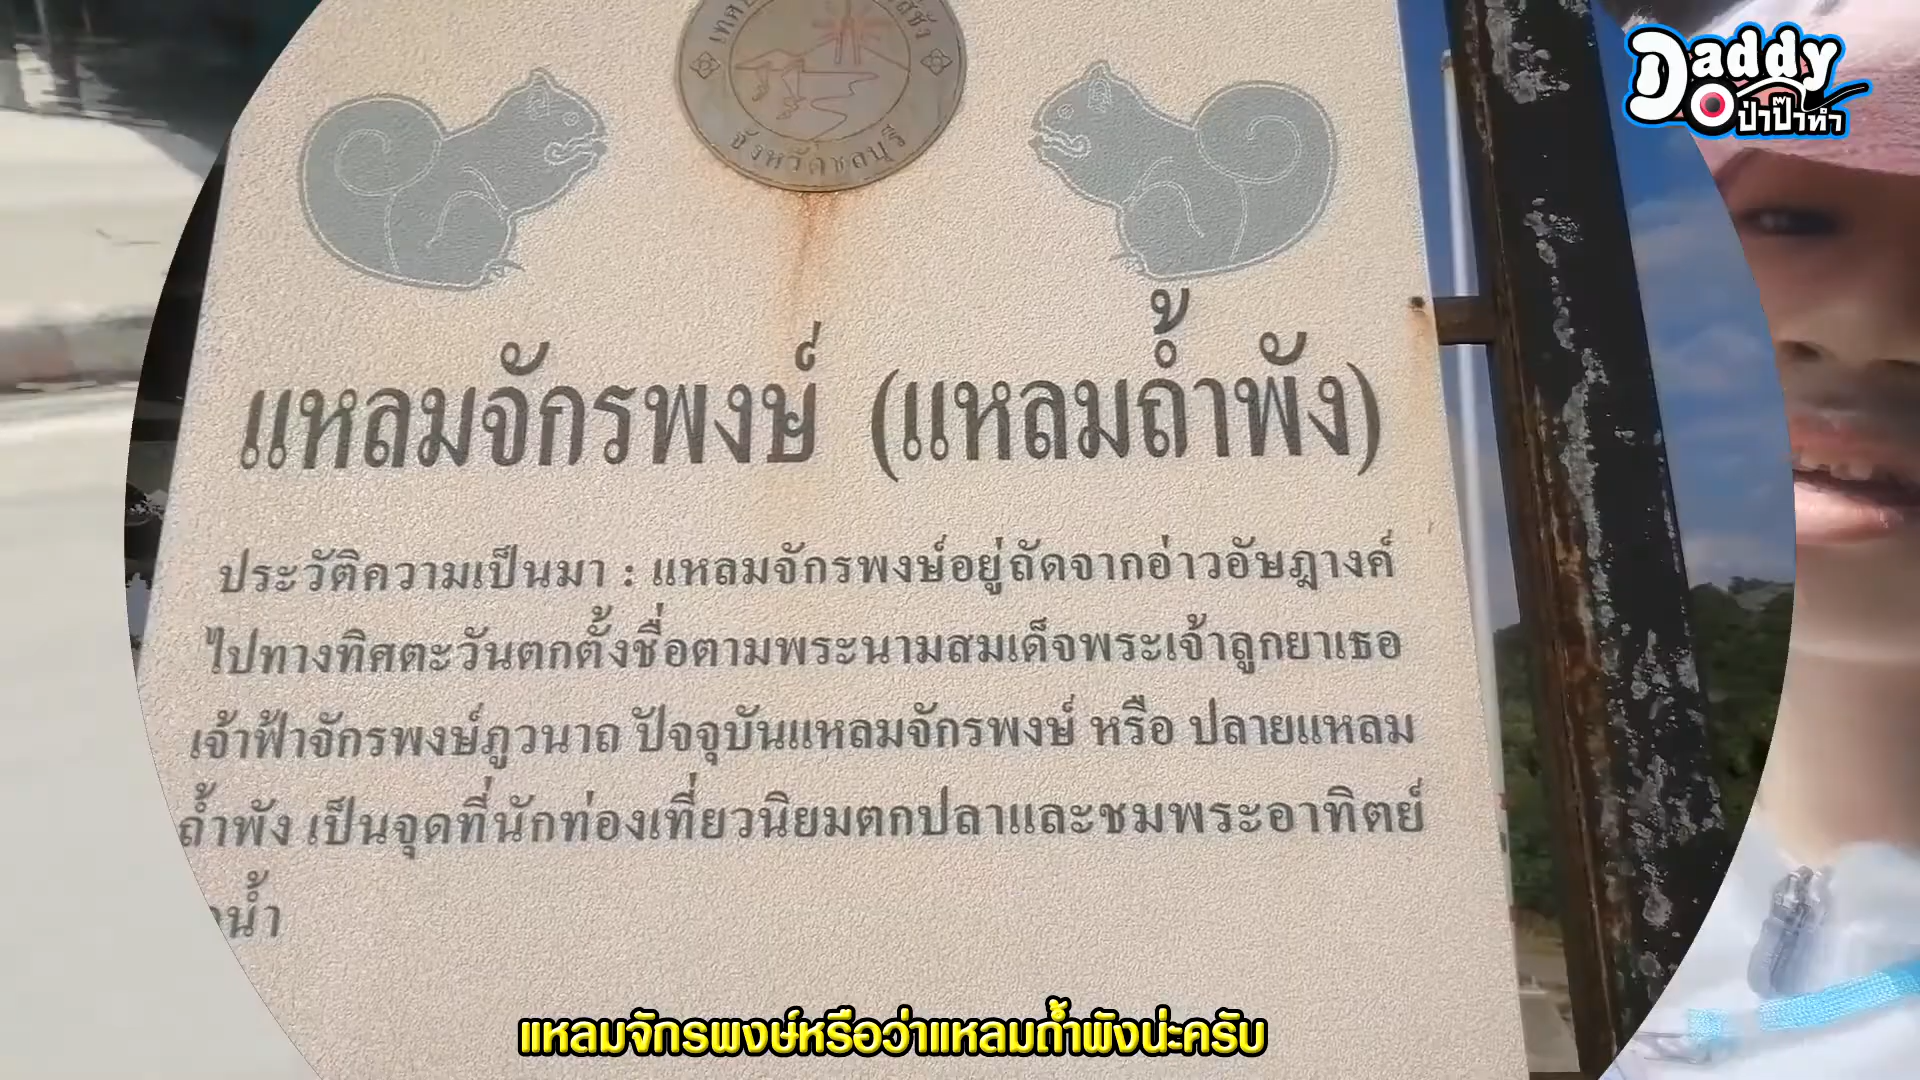 Daddy
ป่าป๊าทำ
จังหวัดชลบุรี
แหลมจักรพงษ์ (แหลมถ้ำพัง)
ประวัติความเป็นมา : แหลมจักรพงษ์อยู่ถัดจากอ่าวอัษฎางค์
ไปทางทิศตะวันตกตั้งชื่อตามพระนามสมเด็จพระเจ้าลูกยาเธอ
เจ้าฟ้าจักรพงษ์ภูวนาถ ปัจจุบันแหลมจักรพงษ์ หรือ ปลายแหลม
ถ้ำพัง เป็นจุดที่นักท่องเที่ยวนิยมตกปลาและชมพระอาทิตย์
น้ำ
แหลมจักรพงษ์หรือว่าแหลมถ้ำพังน่ะครับ